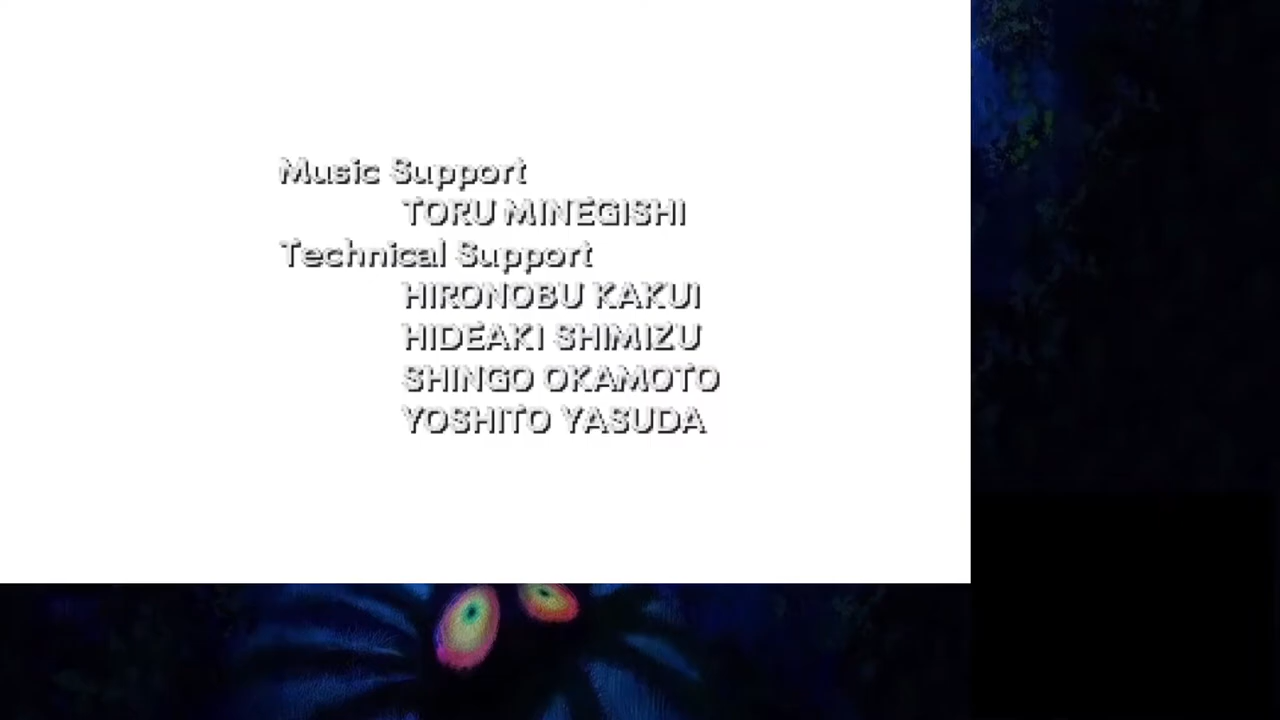 Music Support
TORU MINEGISHI
Technical Support
HIRONOBU KAKUI
HIDEAKI SHIMIZU
SHINGO OKAMOTO
YOSHITO YASUDA